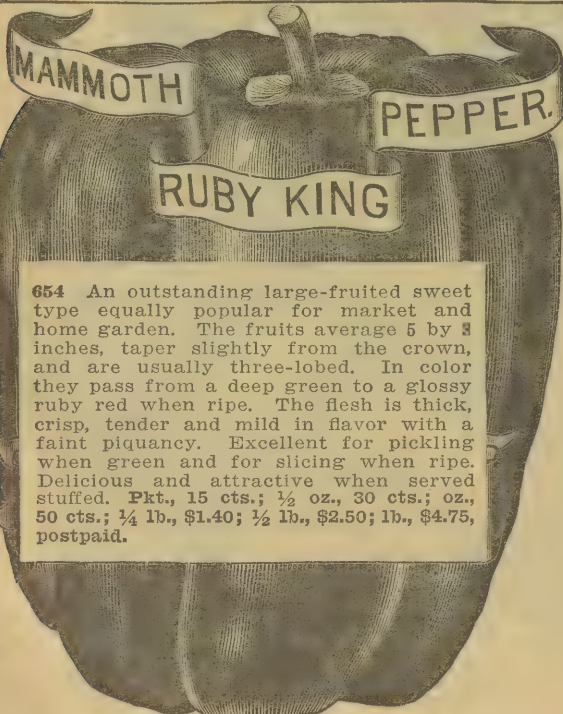 MAMMOTH
PEPPER.
RUBY KING
654 An outstanding large-fruited sweet
type equally popular for market and
home garden. The fruits average 5 by 3
inches, taper slightly from the crown,
and are usually three-lobed. In color
they pass from a deep green to a glossy
ruby red when ripe. The flesh is thick,
crisp, tender and mild in flavor with a
faint piquancy. Excellent for pickling
when green and for slicing when ripe.
Delicious and attractive when served
stuffed. Pkt., 15 cts.; ½ oz., 30 cts.; oz.,
50 cts.; ¼ lb., $1.40; ½ lb., $2.50; lb., $4.75,
postpaid.